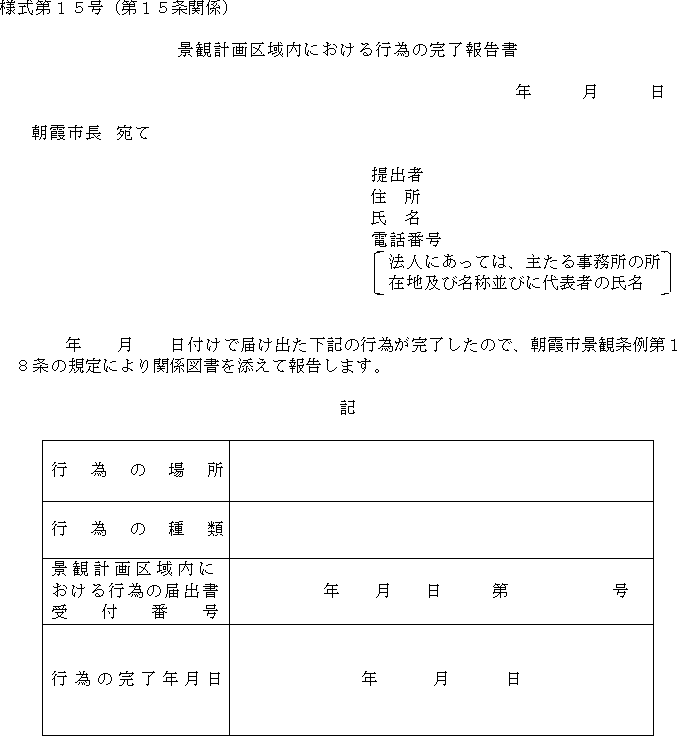 様式第１５号（第１５条関係）
景観計画区域内における行為の完了報告書
年　　月　　日
朝霞市長　宛て
提出者
住　所
氏　名
電話番号
法人にあっては、主たる事務所の所
在地及び名称並びに代表者の氏名
年　　月　　日付けで届け出た下記の行為が完了したので、朝霞市景観条例第１
８条の規定により関係図書を添えて報告します。
記
行為の場所
行為の種類
景観計画区域内に
おける行為の届出書
受付番号
年　　月　　日　　第　　　　号
行為の完了年月日
年　　月　　日